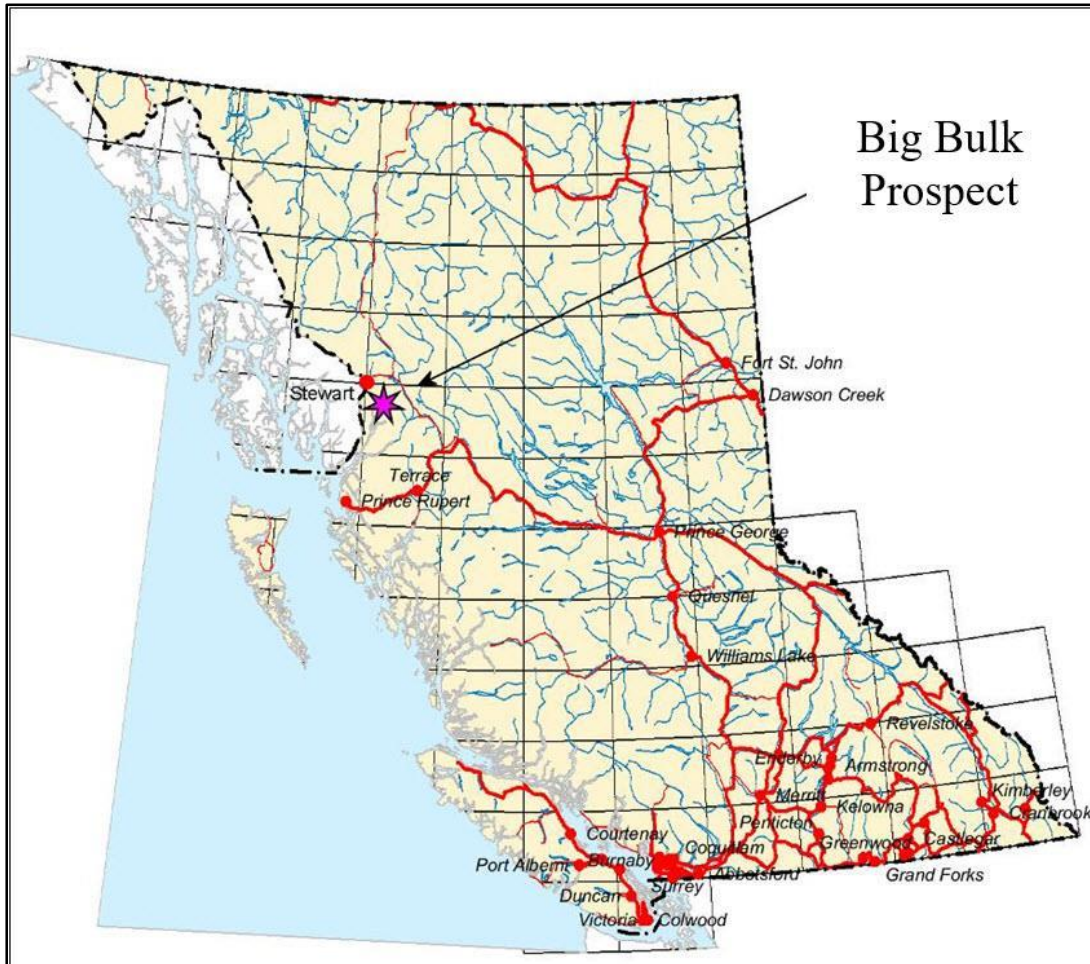 Big Bulk
Prospect
Fort St. John
Stewart
Dawson Creek
Terrace
Prince Rupert
Prince George
Quesnel
Williams Lake
Revelstoke
Enderby
Armstrong
Merritt
Kimberley
Kelowna
Cranbrook
Penticton
Courtenay
Coquitlam
Greenwood
Castlegar
Port Alberni
Burnaby
Abbotsford
Grand Forks
Surrey
Duncan
Victoria
Colwood